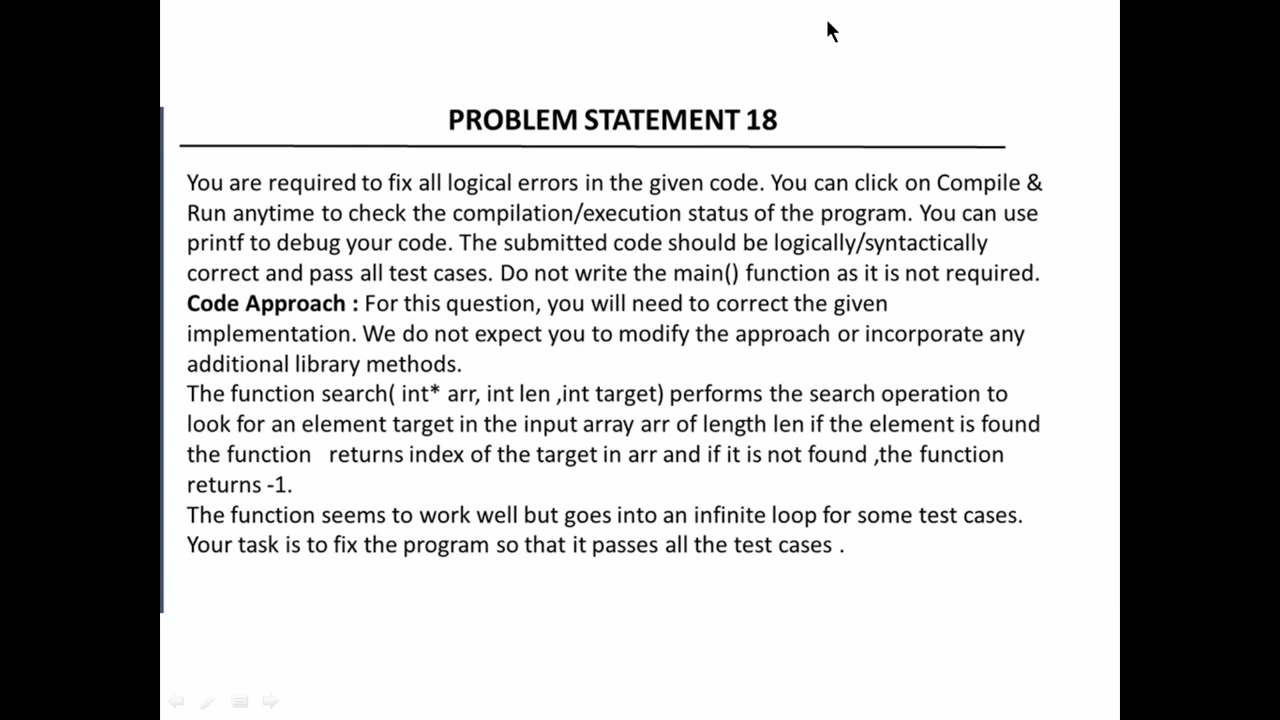 PROBLEM STATEMENT 18
You are required to fix all logical errors in the given code. You can click on Compile &
Run anytime to check the compilation/execution status of the program. You can use
printf to debug your code. The submitted code should be logically/syntactically
correct and pass all test cases. Do not write the main() function as it is not required.
Code Approach : For this question, you will need to correct the given
implementation. We do not expect you to modify the approach or incorporate any
additional library methods.
The function search( int* arr, int len ,int target) performs the search operation to
look for an element target in the input array arr of length len if the element is found
the function   returns index of the target in arr and if it is not found ,the function
returns -1.
The function seems to work well but goes into an infinite loop for some test cases.
Your task is to fix the program so that it passes all the test cases .